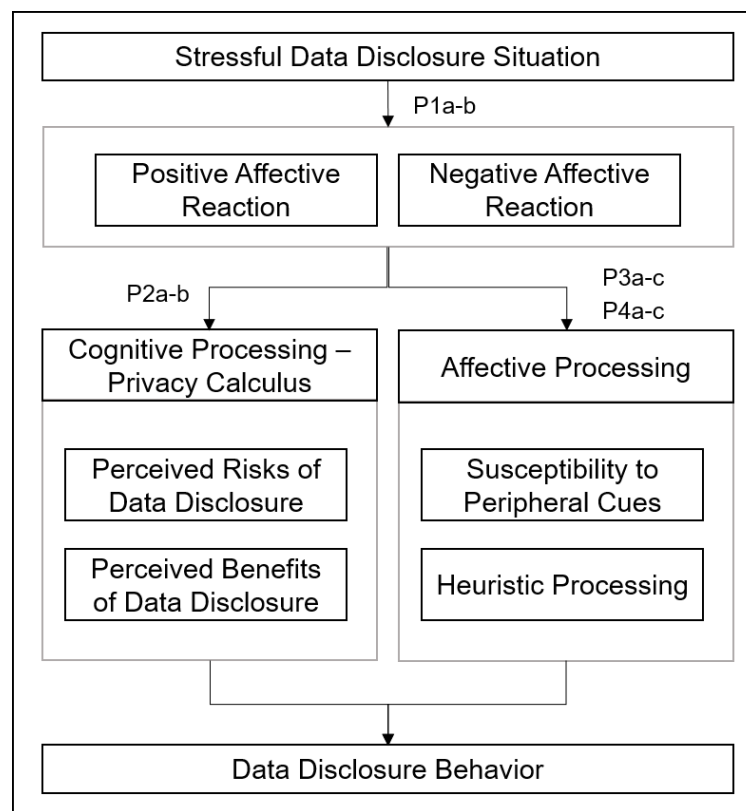 Stressful Data Disclosure Situation
P1a-b
Positive Affective
Reaction
Negative Affective
Reaction
P2a-b
P3a-c
P4a-c
Cognitive Processing –
Privacy Calculus
Affective Processing
Perceived Risks of
Data Disclosure
Susceptibility to
Peripheral Cues
Perceived Benefits
of Data Disclosure
Heuristic Processing
Data Disclosure Behavior